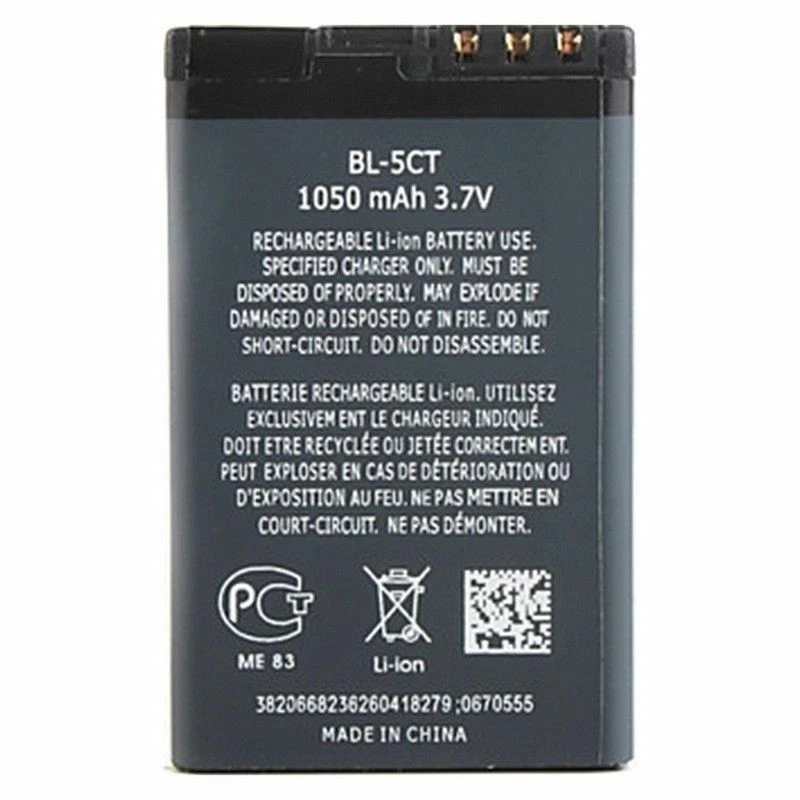 BL-5CT
1050 mAh 3.7V
RECHARGEABLE Li-ion BATTERY USE.
SPECIFIED CHARGER ONLY. MUST BE
DISPOSED OF PROPERLY. MAY EXPLODE IF
DAMAGED OR DISPOSED OF IN FIRE. DO NOT
SHORT-CIRCUIT. DO NOT DISASSEMBLE.
BATTERIE RECHARGEABLE Li-ion. UTILISEZ
EXCLUSIVEM ENT LE CHARGEUR INDIQUÉ.
DOIT ETRE RECYCLÉE OU JETÉE CORRECTEM ENT.
PEUT EXPLOSER EN CAS DE DÉTÉRIORATION OU
D'EXPOSITION AU FEU. NE PAS METTRE EN
COURT-CIRCUIT. NE PAS DÉMONTER.
PCT
ME 83
Li-ion
3820668236260418279 ;0670555
MADE IN CHINA